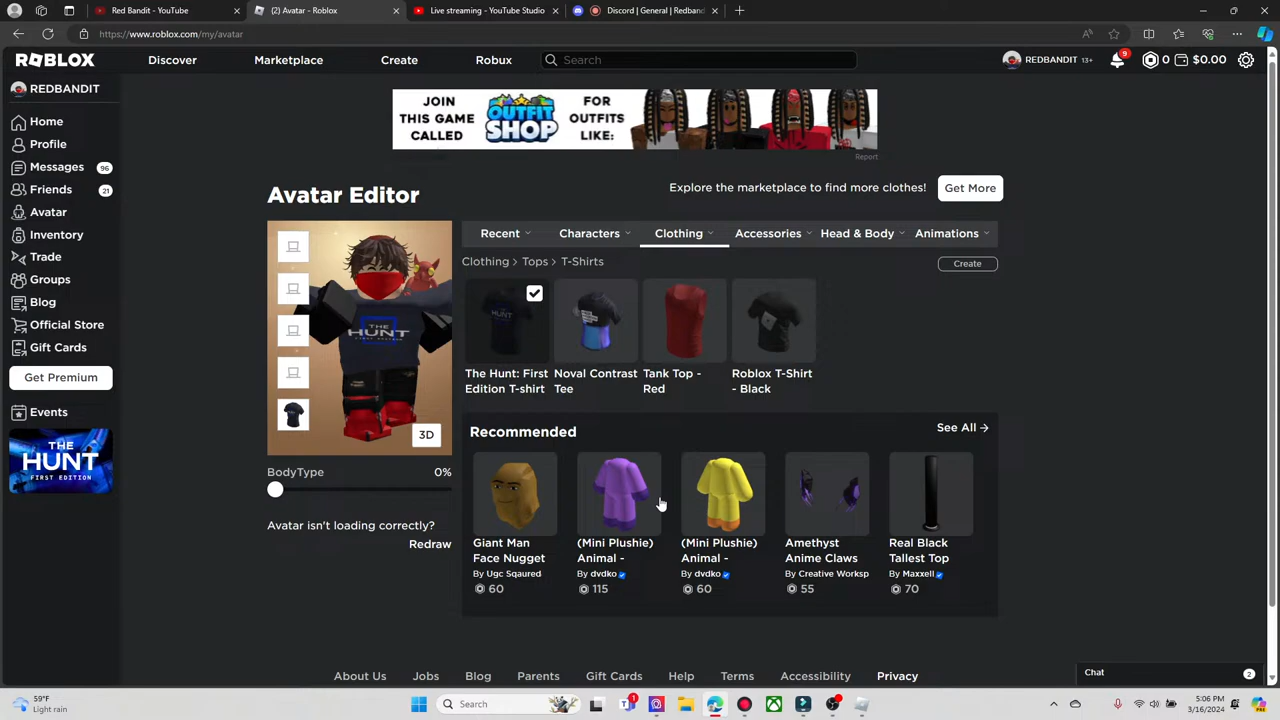 Red Bandit - YouTube
(2) Avatar - Roblox
Live streaming - YouTube Studio
Discord | General | Redband
https://www.roblox.com/my/avatar
ROBLOX
Discover
Marketplace
Create
Robux
Search
REDBANDIT 13+
9
0
$0.00
REDBANDIT
Home
Profile
Messages 96
Friends 21
Avatar
Inventory
Trade
Groups
Blog
Official Store
Gift Cards
Get Premium
Events
THE
HUNT
FIRST EDITION
JOIN
THIS GAME
CALLED
OUTFIT
SHOP
FOR
OUTFITS
LIKE:
Report
Avatar Editor
Explore the marketplace to find more clothes!
Get More
THE
HUNT
3D
BodyType 0%
Avatar isn't loading correctly?
Redraw
Recent
Characters
Clothing
Accessories
Head & Body
Animations
Clothing > Tops > T-Shirts
Create
The Hunt: First
Edition T-shirt
Noval Contrast
Tee
Tank Top -
Red
Roblox T-Shirt
- Black
Recommended
See All →
Giant Man
Face Nugget
By Ugc Sqaured
60
(Mini Plushie)
Animal -
By dvdko
115
(Mini Plushie)
Animal -
By dvdko
60
Amethyst
Anime Claws
By Creative Worksp
55
Real Black
Tallest Top
By Maxxell
70
About Us
Jobs
Blog
Parents
Gift Cards
Help
Terms
Accessibility
Privacy
Chat 2
59°F
Light rain
Search
1
5:06 PM
3/16/2024